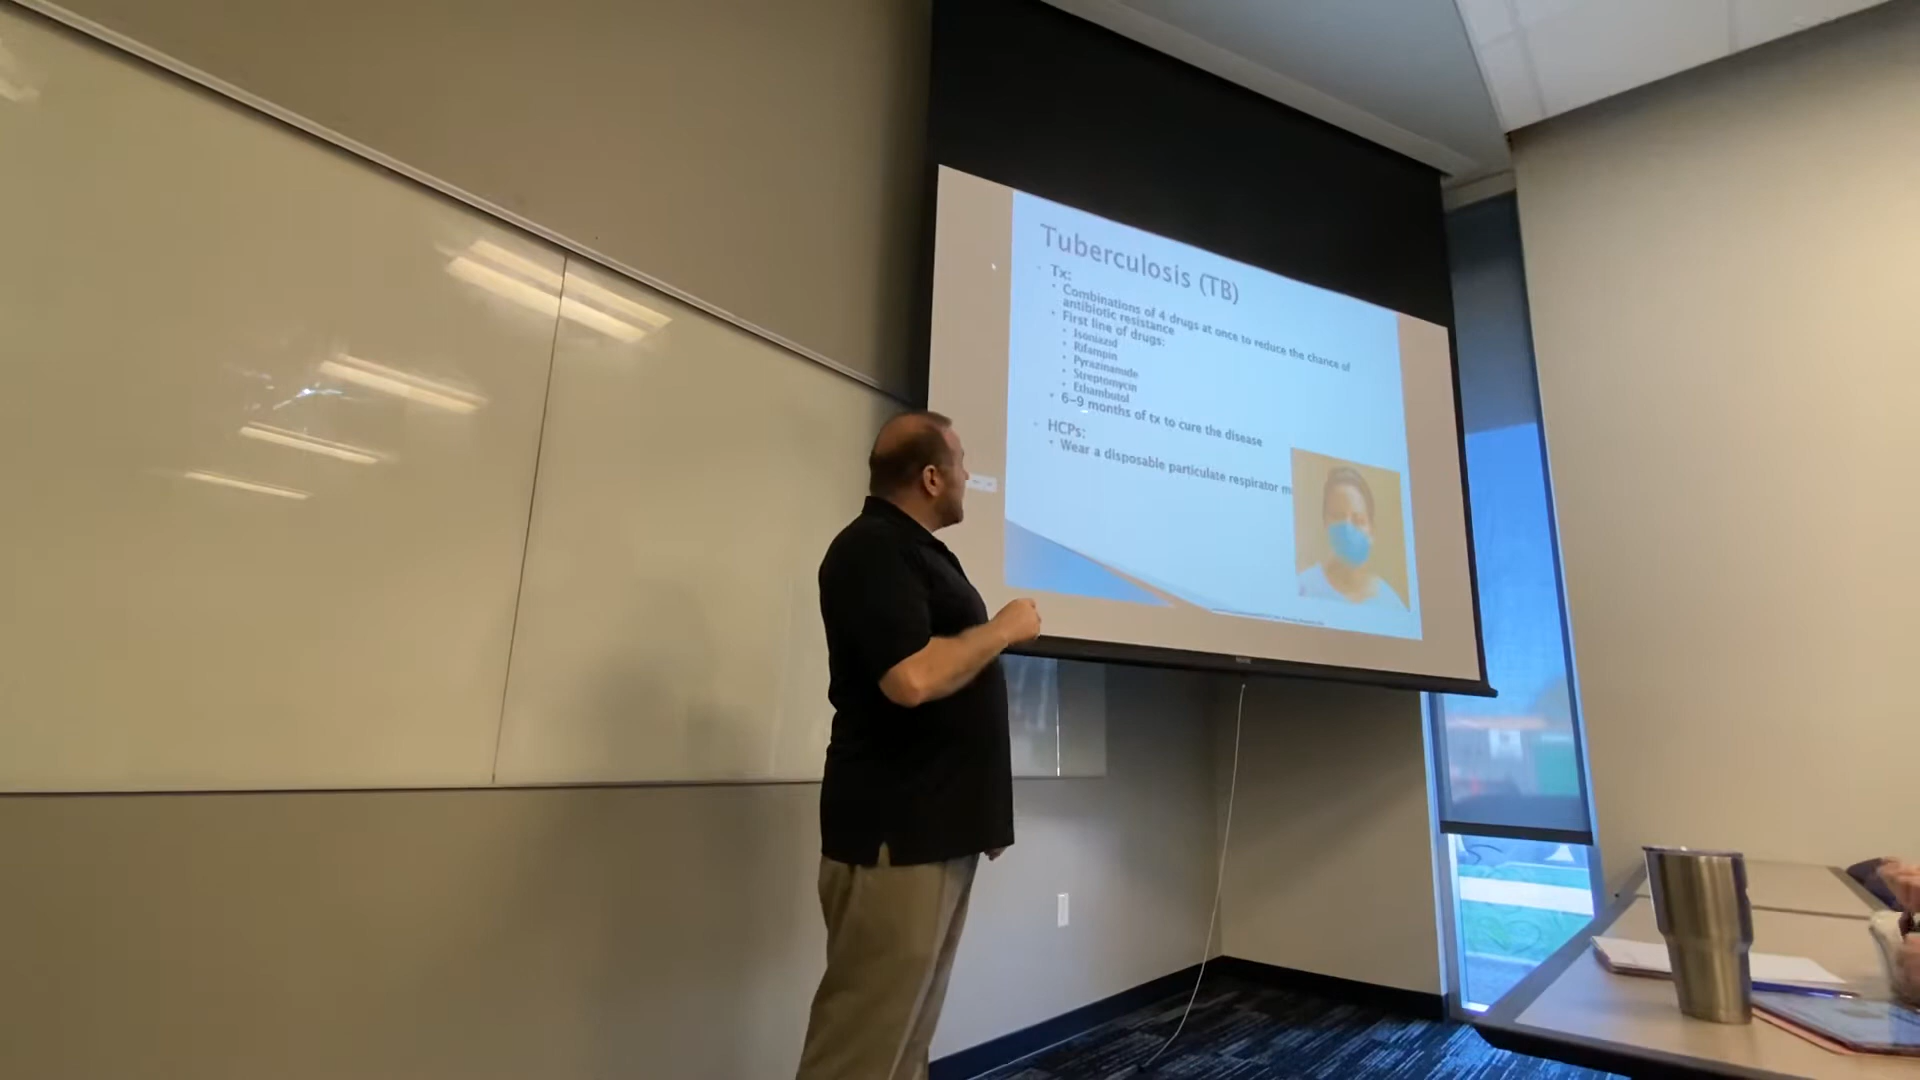 Tuberculosis (TB)
Tx:
Combinations of 4 drugs at once to reduce the chance of
antibiotic resistance
First line of drugs:
Isoniazid
Rifampin
Pyrazinamide
Streptomycin
Ethambutol
6-9 months of tx to cure the disease
HCPs:
Wear a disposable particulate respirator m